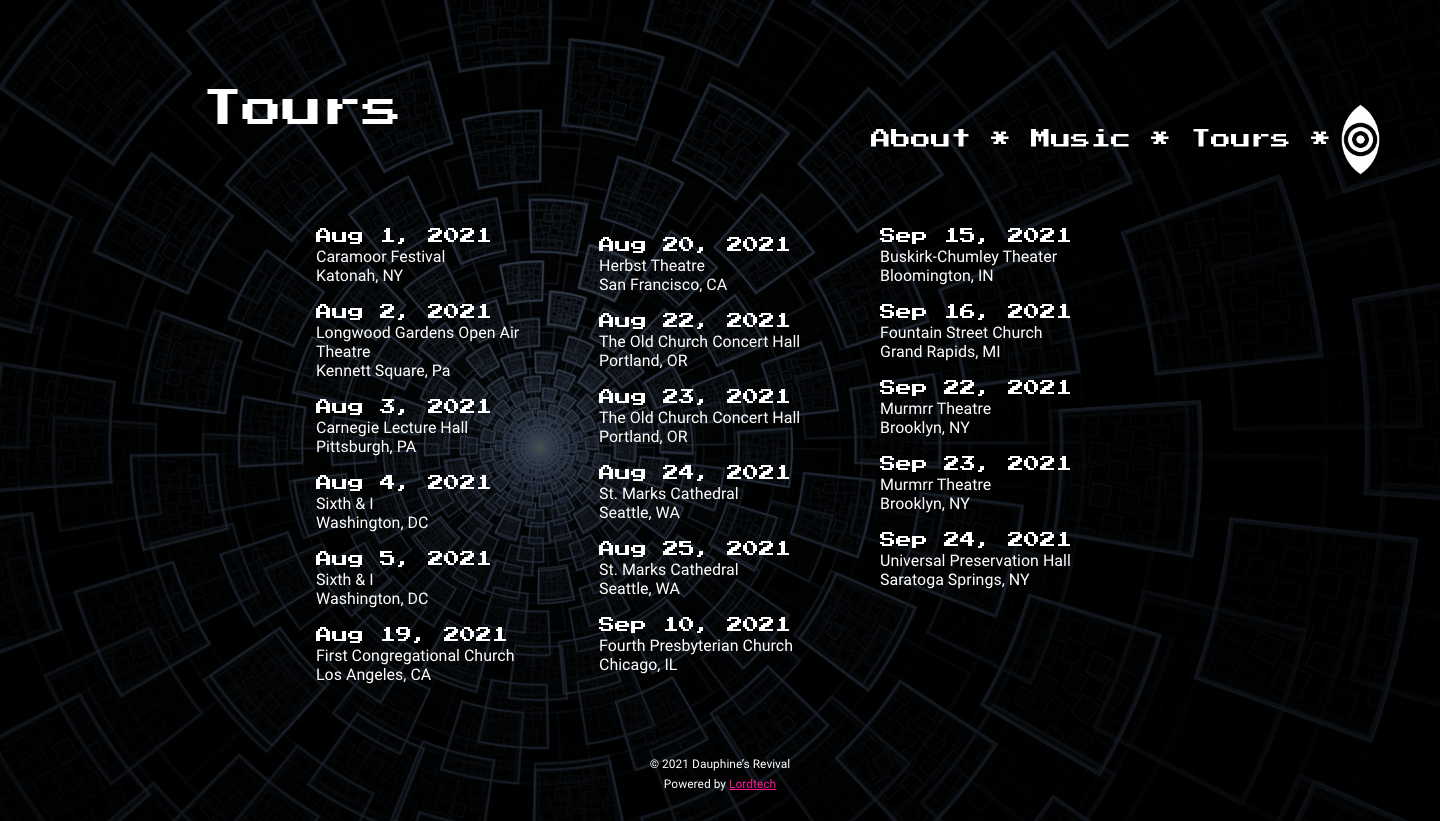 Tours
About * Music * Tours *
Aug 1, 2021
Caramoor Festival
Katonah, NY
Aug 2, 2021
Longwood Gardens Open Air
Theatre
Kennett Square, Pa
Aug 3, 2021
Carnegie Lecture Hall
Pittsburgh, PA
Aug 4, 2021
Sixth & I
Washington, DC
Aug 5, 2021
Sixth & I
Washington, DC
Aug 19, 2021
First Congregational Church
Los Angeles, CA
Aug 20, 2021
Herbst Theatre
San Francisco, CA
Aug 22, 2021
The Old Church Concert Hall
Portland, OR
Aug 23, 2021
The Old Church Concert Hall
Portland, OR
Aug 24, 2021
St. Marks Cathedral
Seattle, WA
Aug 25, 2021
St. Marks Cathedral
Seattle, WA
Sep 10, 2021
Fourth Presbyterian Church
Chicago, IL
Sep 15, 2021
Buskirk-Chumley Theater
Bloomington, IN
Sep 16, 2021
Fountain Street Church
Grand Rapids, MI
Sep 22, 2021
Murmrr Theatre
Brooklyn, NY
Sep 23, 2021
Murmrr Theatre
Brooklyn, NY
Sep 24, 2021
Universal Preservation Hall
Saratoga Springs, NY
© 2021 Dauphine’s Revival
Powered by Lordtech